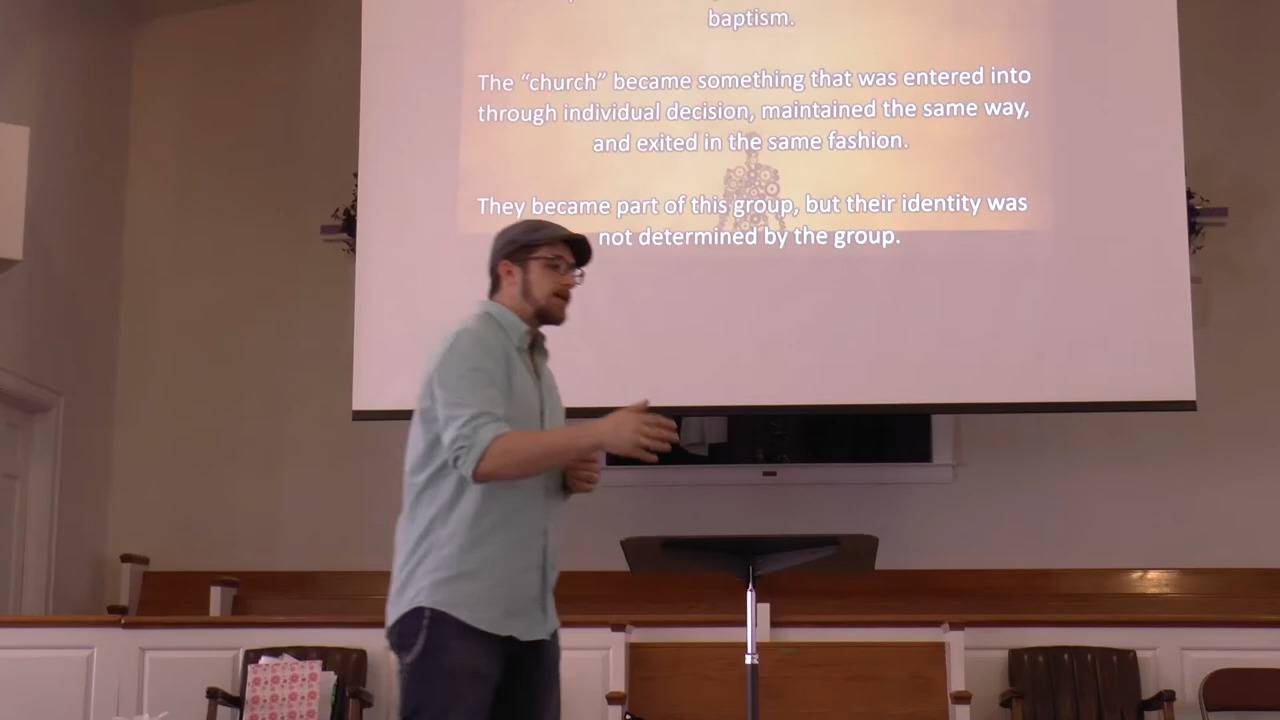 baptism.
The “church” became something that was entered into
through individual decision, maintained the same way,
and exited in the same fashion.
They became part of this group, but their identity was
not determined by the group.